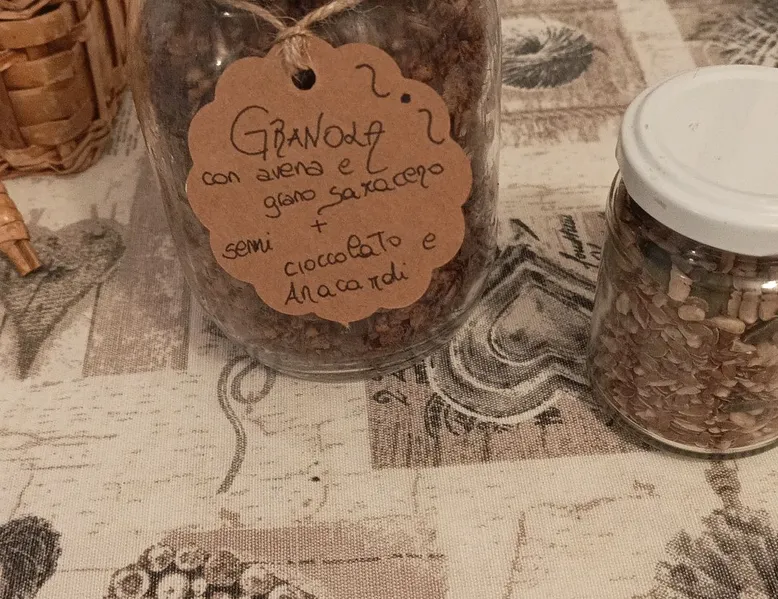 GRANOLA
con avena e
grano saraceno
+
semi
cioccolato e
Anacardi